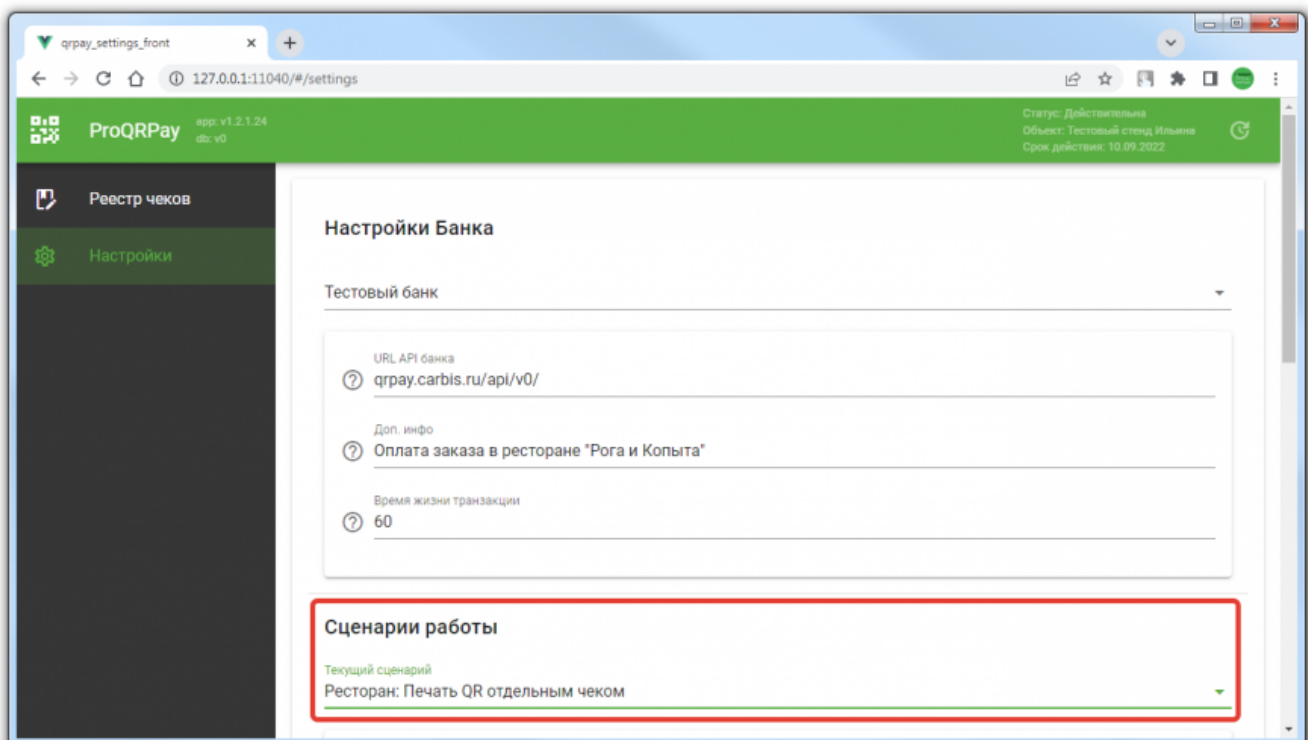 qrpay_settings_front
127.0.0.1:11040/#/settings
ProQRPay
app: v1.2.1.24
db: v0
Статус: Действительна
Объект: Тестовый стенд Ильина
Срок действия: 10.09.2022
Реестр чеков
Настройки
Настройки Банка
Тестовый банк
URL API банка
qrpay.carbis.ru/api/v0/
Доп. инфо
Оплата заказа в ресторане "Рога и Копыта"
Время жизни транзакции
60
Сценарии работы
Текущий сценарий
Ресторан: Печать QR отдельным чеком